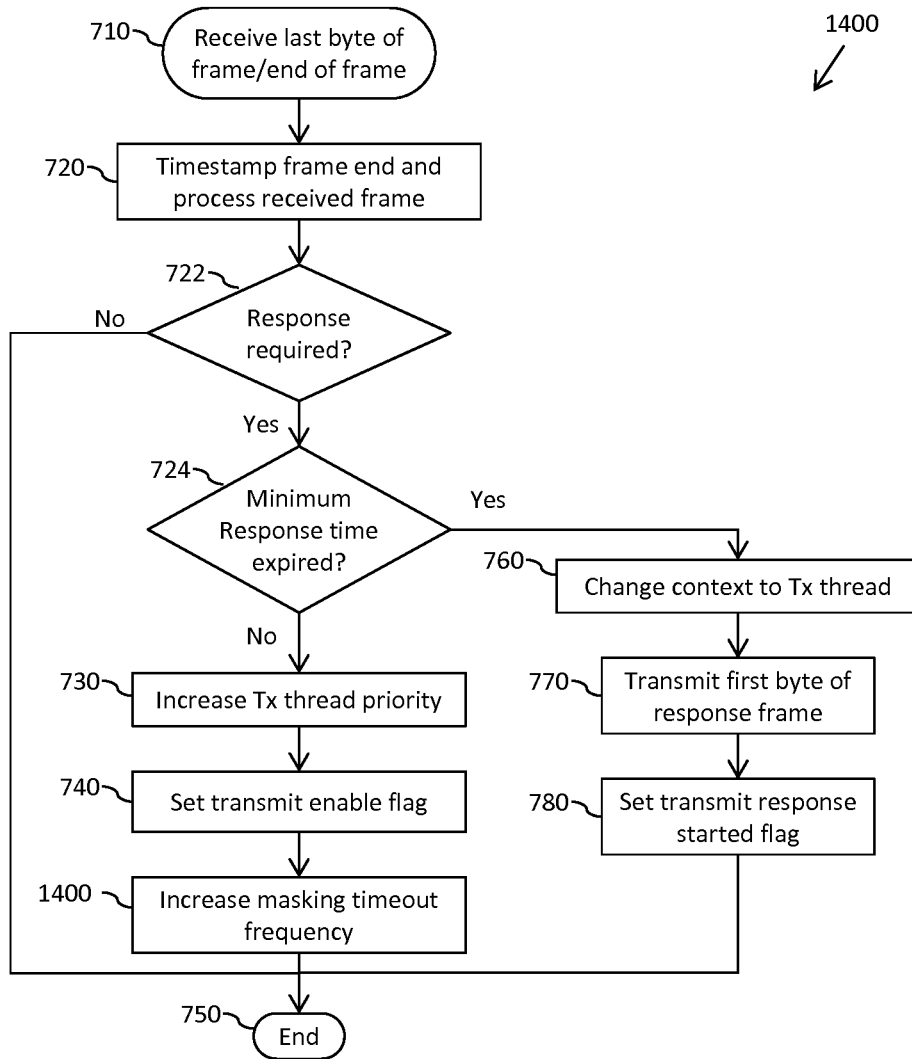 1400
710
Receive last byte of
frame/end of frame
720
Timestamp frame end and
process received frame
722
No
Response
required?
Yes
724
Minimum
Response time
expired?
Yes
760
Change context to Tx thread
No
730
Increase Tx thread priority
770
Transmit first byte of
response frame
740
Set transmit enable flag
780
Set transmit response
started flag
1400
Increase masking timeout
frequency
750
End